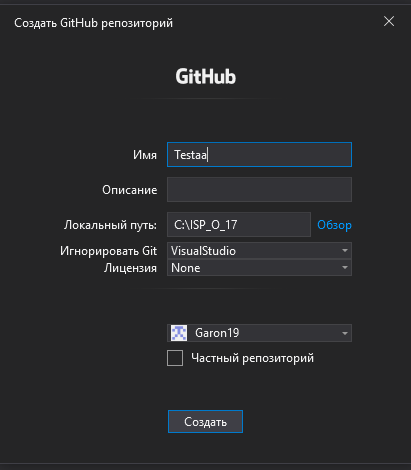 Создать GitHub репозиторий
GitHub
Имя Testaa
Описание
Локальный путь: C:\ISP_O_17 Обзор
Игнорировать Git VisualStudio
Лицензия None
Garon19
Частный репозиторий
Создать